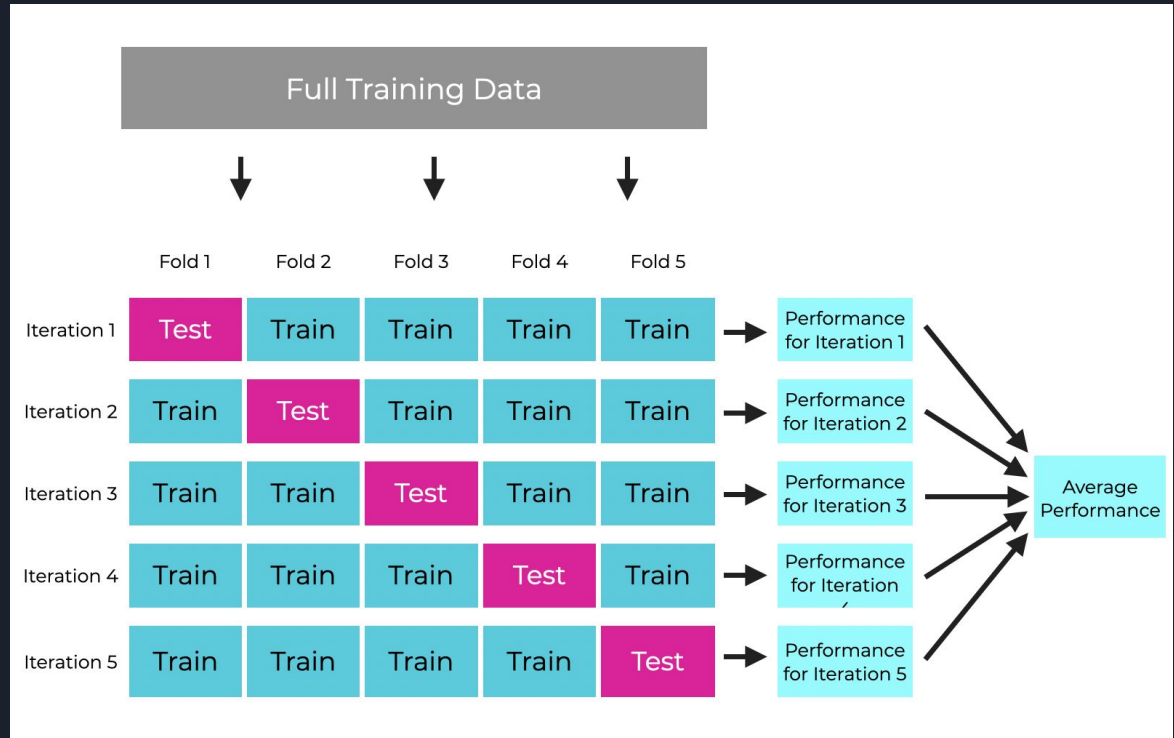 Full Training Data
Fold 1 Fold 2 Fold 3 Fold 4 Fold 5
Iteration 1 Test Train Train Train Train Performance
for Iteration 1
Iteration 2 Train Test Train Train Train Performance
for Iteration 2
Iteration 3 Train Train Test Train Train Performance
for Iteration 3
Average
Performance
Iteration 4 Train Train Train Test Train Performance
for Iteration
Iteration 5 Train Train Train Train Test Performance
for Iteration 5